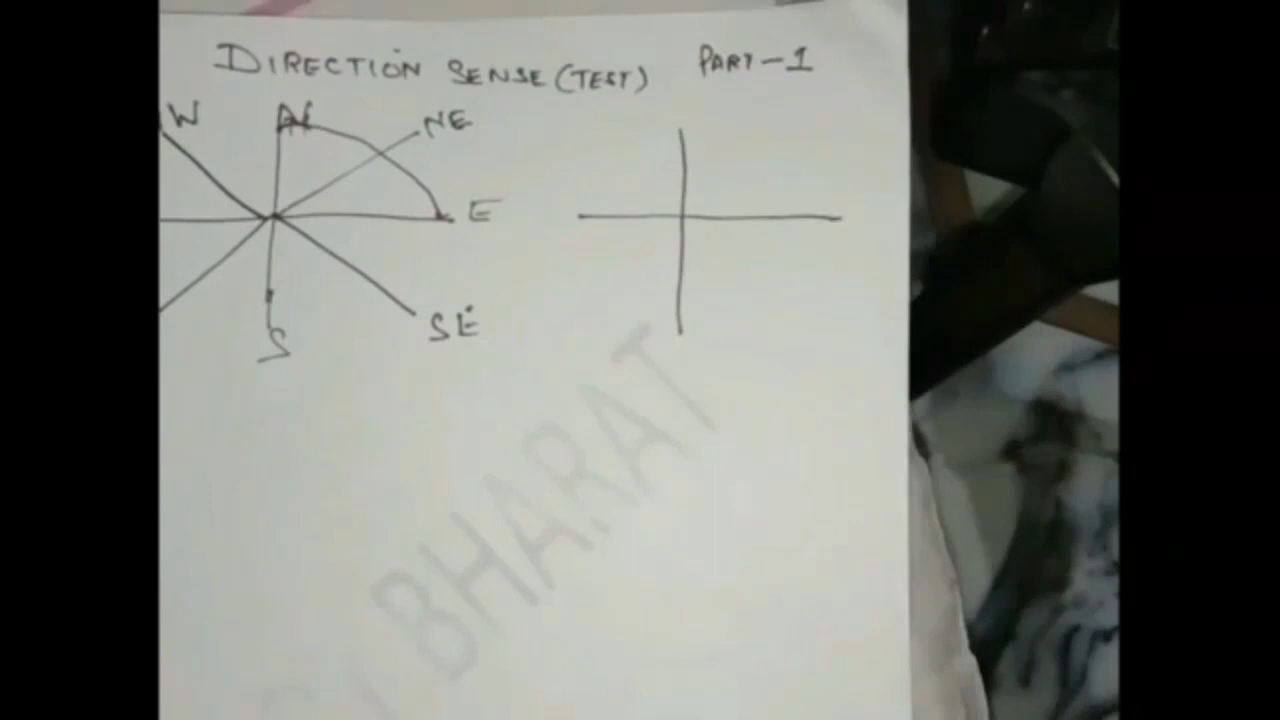 DIRECTION SENSE (TEST) PART-1
W N NE
E
SE
S
BHARAT